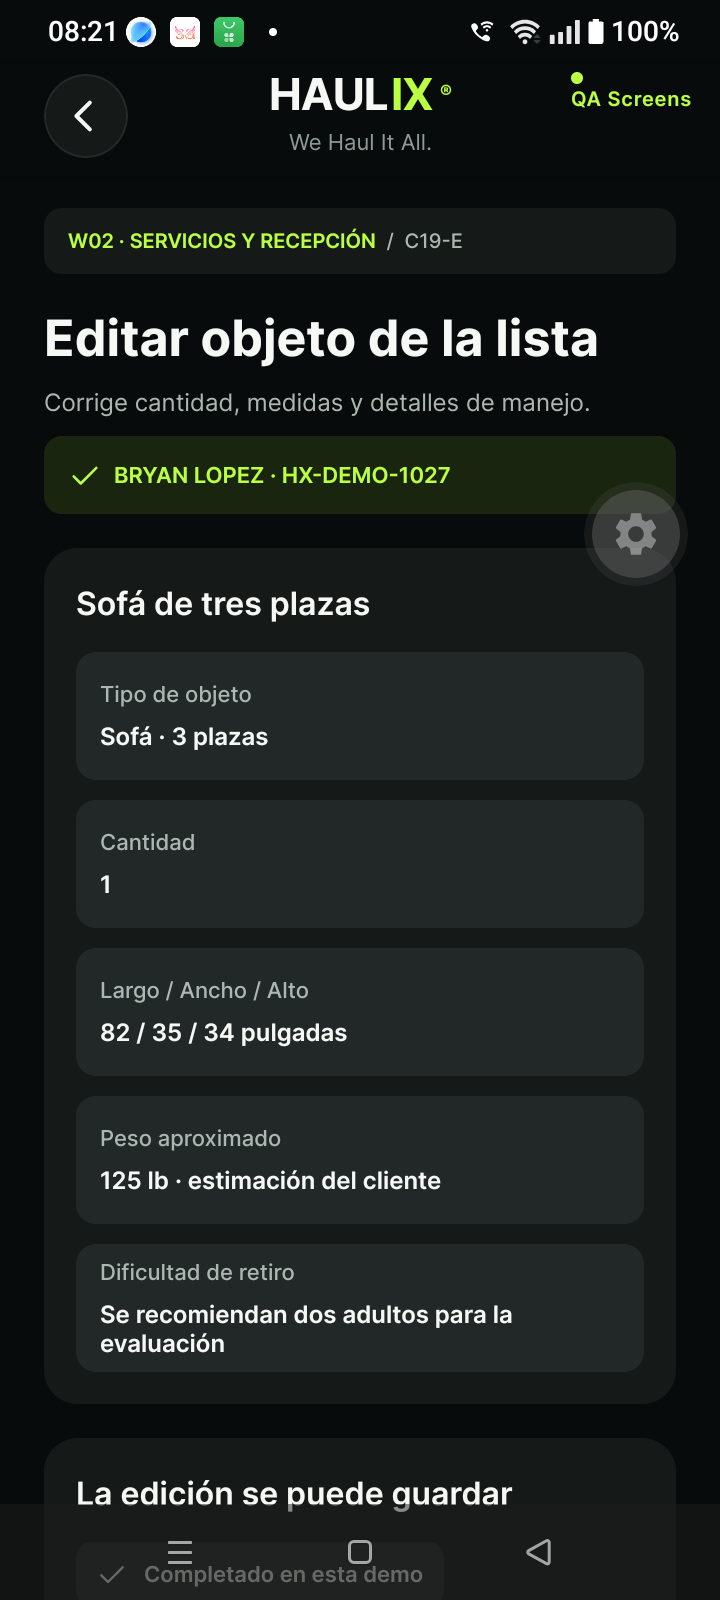 08:21
100%
HAULIX ®
QA Screens
We Haul It All.
W02 · SERVICIOS Y RECEPCIÓN / C19-E
Editar objeto de la lista
Corrige cantidad, medidas y detalles de manejo.
BRYAN LOPEZ · HX-DEMO-1027
Sofá de tres plazas
Tipo de objeto
Sofá · 3 plazas
Cantidad
1
Largo / Ancho / Alto
82 / 35 / 34 pulgadas
Peso aproximado
125 lb · estimación del cliente
Dificultad de retiro
Se recomiendan dos adultos para la
evaluación
La edición se puede guardar
Completado en esta demo